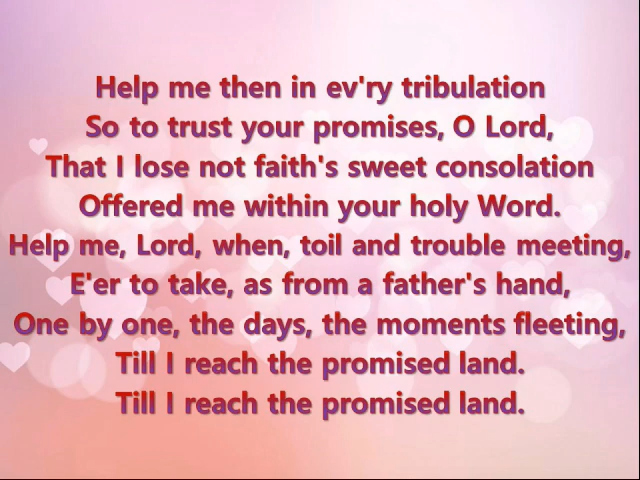 Help me then in ev'ry tribulation
So to trust your promises, O Lord,
That I lose not faith's sweet consolation
Offered me within your holy Word.
Help me, Lord, when, toil and trouble meeting,
E'er to take, as from a father's hand,
One by one, the days, the moments fleeting,
Till I reach the promised land.
Till I reach the promised land.